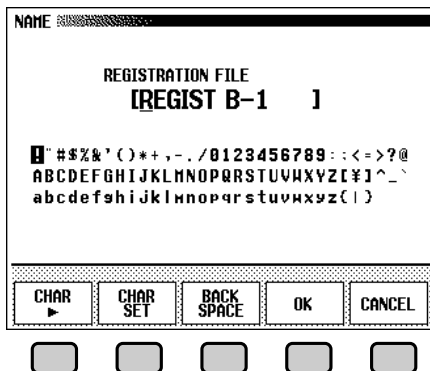 NAME
REGISTRATION FILE
[REGIST B-1 ]
!"#$%&'()*+,-./0123456789:;<=>?@
ABCDEFGHIJKLMNOPQRSTUVWXYZ[¥]^_`
abcdefghijklmnopqrstuvwxyz{|}
CHAR ▶
CHAR SET
BACK SPACE
OK
CANCEL